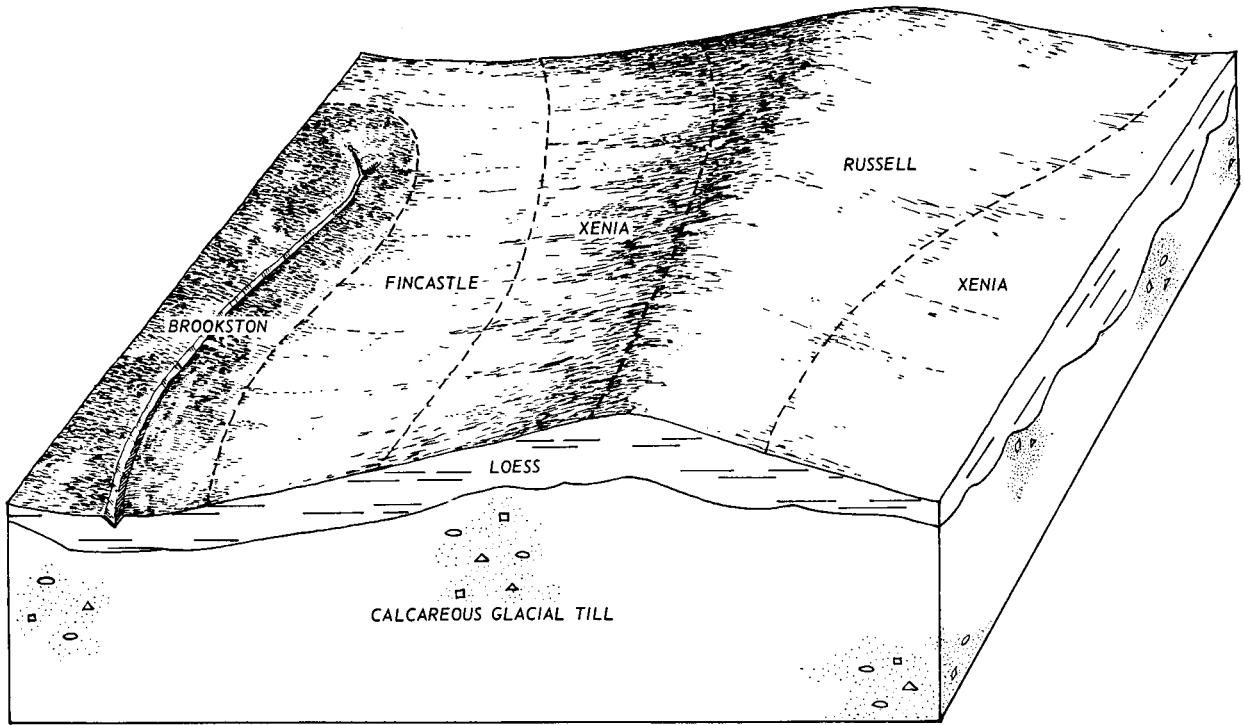 RUSSELL
XENIA
FINCASTLE
XENIA
BROOKSTON
LOESS
CALCAREOUS GLACIAL TILL